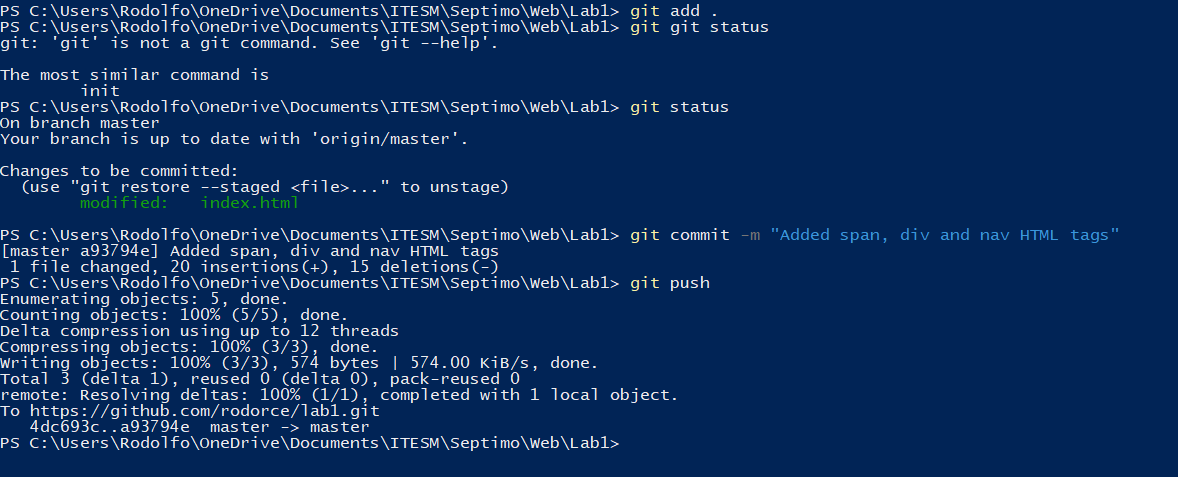 PS C:\Users\Rodolfo\OneDrive\Documents\ITESM\Septimo\Web\Lab1> git add .
PS C:\Users\Rodolfo\OneDrive\Documents\ITESM\Septimo\Web\Lab1> git git status
git: 'git' is not a git command. See 'git --help'.

The most similar command is
        init
PS C:\Users\Rodolfo\OneDrive\Documents\ITESM\Septimo\Web\Lab1> git status
On branch master
Your branch is up to date with 'origin/master'.

Changes to be committed:
  (use "git restore --staged <file>..." to unstage)
        modified:   index.html

PS C:\Users\Rodolfo\OneDrive\Documents\ITESM\Septimo\Web\Lab1> git commit -m "Added span, div and nav HTML tags"
[master a93794e] Added span, div and nav HTML tags
 1 file changed, 20 insertions(+), 15 deletions(-)
PS C:\Users\Rodolfo\OneDrive\Documents\ITESM\Septimo\Web\Lab1> git push
Enumerating objects: 5, done.
Counting objects: 100% (5/5), done.
Delta compression using up to 12 threads
Compressing objects: 100% (3/3), done.
Writing objects: 100% (3/3), 574 bytes | 574.00 KiB/s, done.
Total 3 (delta 1), reused 0 (delta 0), pack-reused 0
remote: Resolving deltas: 100% (1/1), completed with 1 local object.
To https://github.com/rodorce/lab1.git
   4dc693c..a93794e  master -> master
PS C:\Users\Rodolfo\OneDrive\Documents\ITESM\Septimo\Web\Lab1>